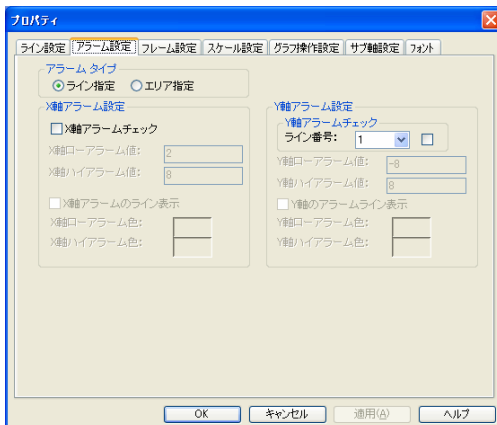 プロパティ
ライン設定 アラーム設定 フレーム設定 スケール設定 グラフ操作設定 サブ軸設定 フォント
アラーム タイプ
ライン指定 エリア指定
X軸アラーム設定
X軸アラームチェック
X軸ローアラーム値: 2
X軸ハイアラーム値: 8
X軸アラームのライン表示
X軸ローアラーム色:
X軸ハイアラーム色:
Y軸アラーム設定
Y軸アラームチェック
ライン番号: 1
Y軸ローアラーム値: -8
Y軸ハイアラーム値: 8
Y軸のアラームライン表示
Y軸ローアラーム色:
Y軸ハイアラーム色:
OK キャンセル 適用(A) ヘルプ